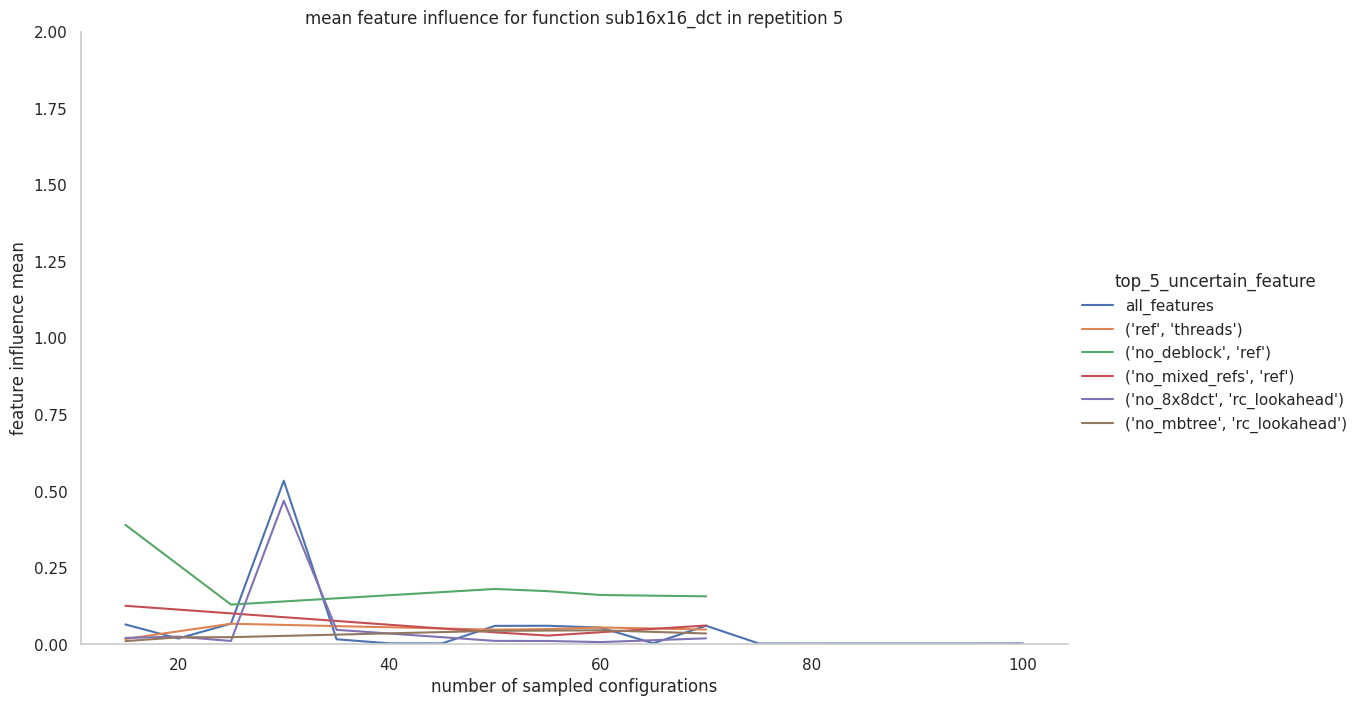 mean feature influence for function sub16x16_dct in repetition 5
2.00
1.75
1.50
1.25
1.00
0.75
0.50
0.25
0.00
feature influence mean
20 40 60 80 100
number of sampled configurations
top_5_uncertain_feature
all_features
('ref', 'threads')
('no_deblock', 'ref')
('no_mixed_refs', 'ref')
('no_8x8dct', 'rc_lookahead')
('no_mbtree', 'rc_lookahead')